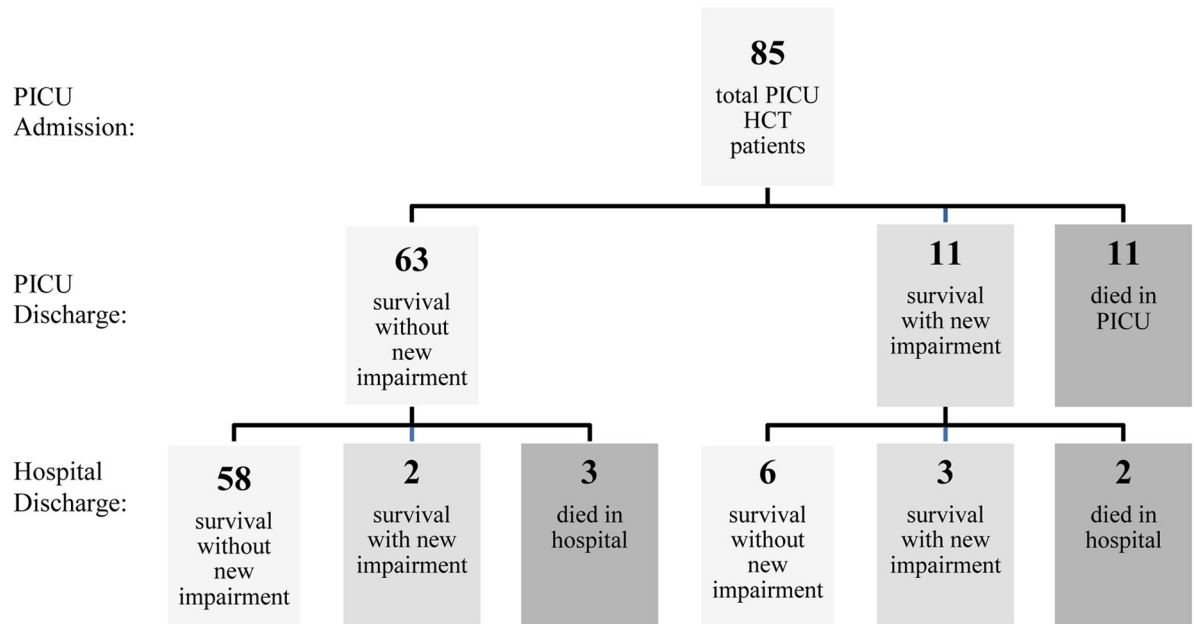 85
total PICU
HCT
patients
PICU
Admission:
PICU
Discharge:
63
survival
without
new
impairment
11
survival
with new
impairment
11
died in
PICU
Hospital
Discharge:
58
survival
without
new
impairment
2
survival
with new
impairment
3
died in
hospital
6
survival
without
new
impairment
3
survival
with new
impairment
2
died in
hospital